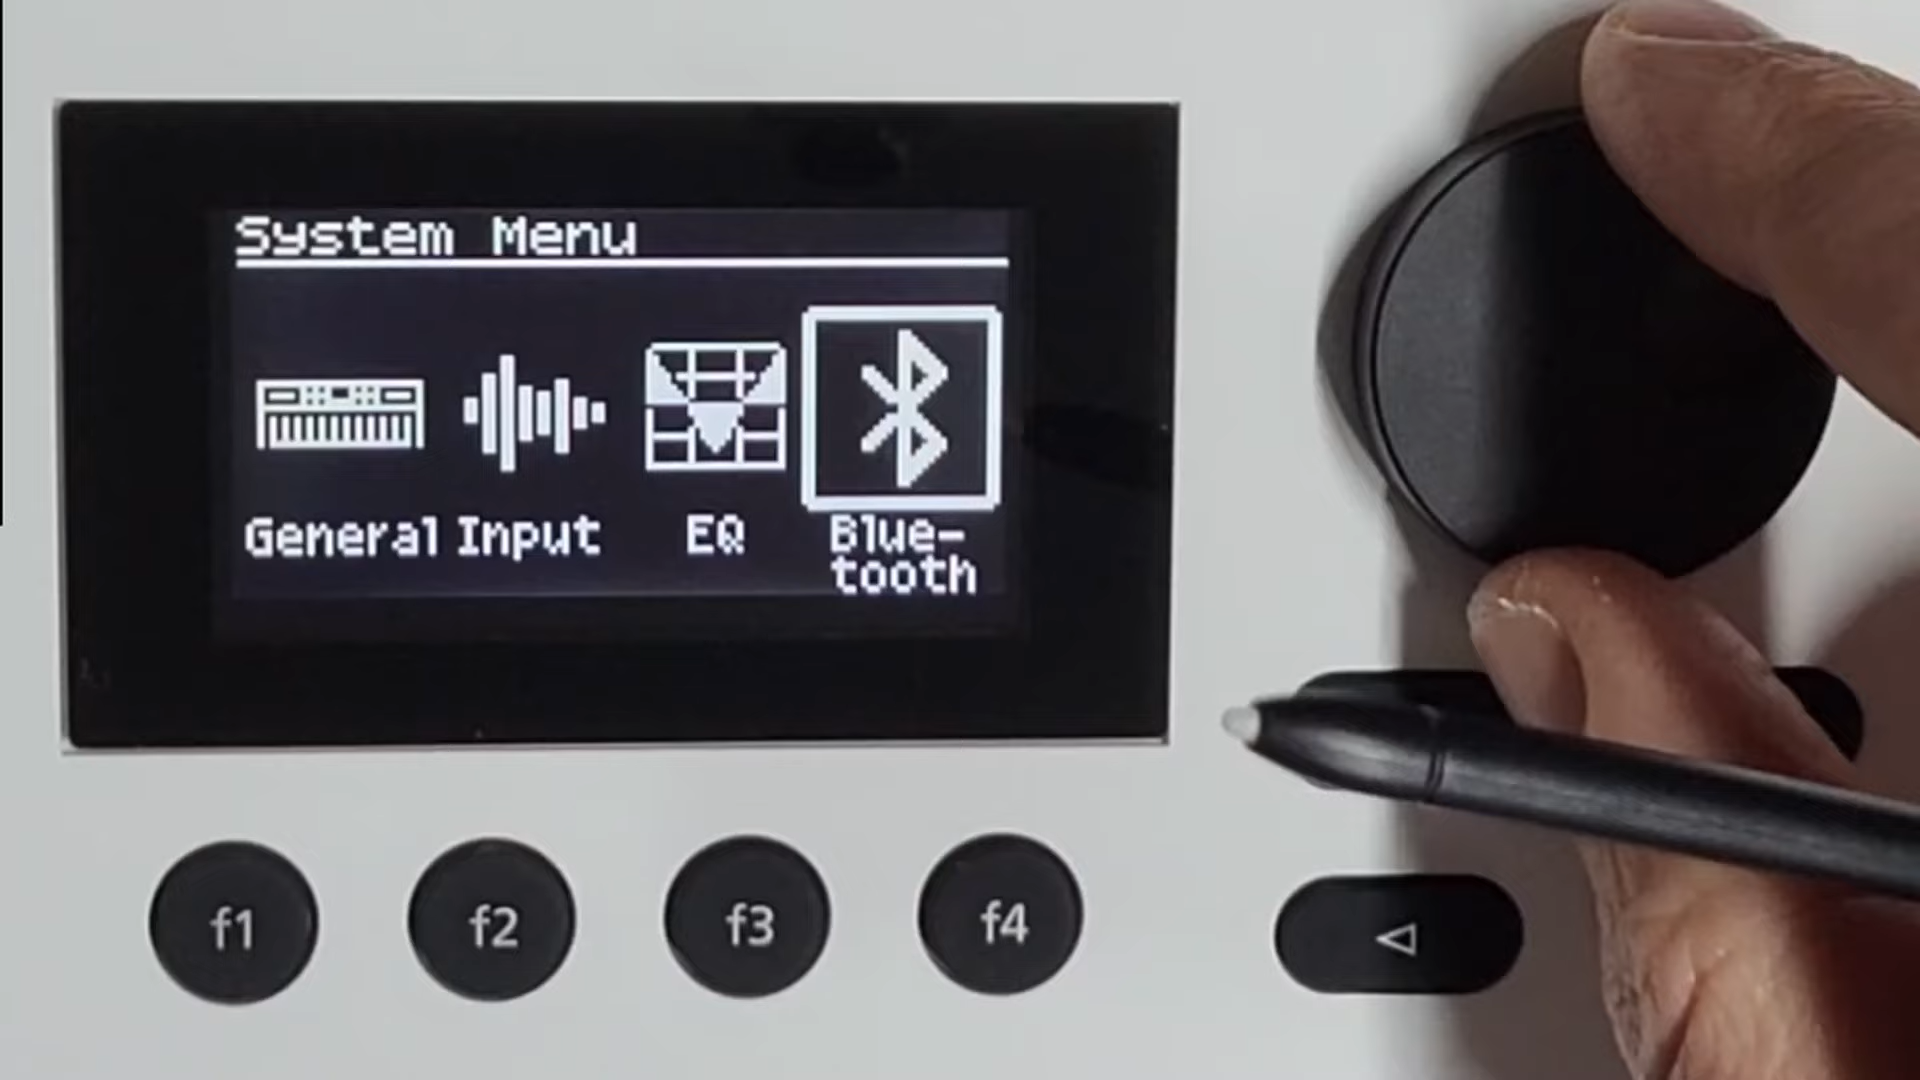 System Menu
General Input EQ Blue-
tooth
f1 f2 f3 f4